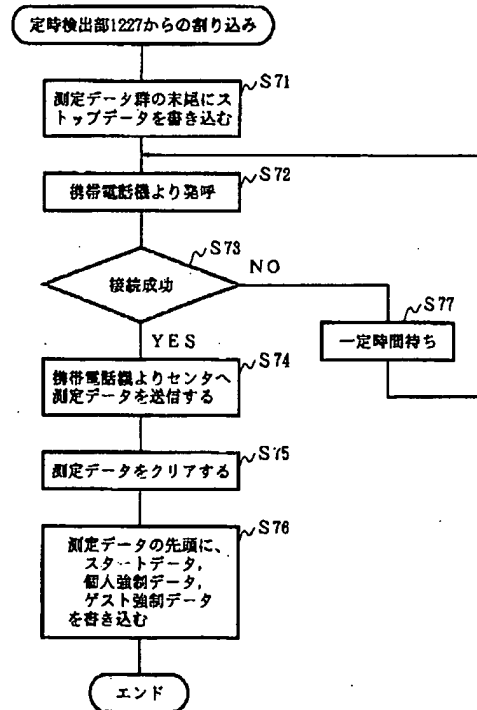 定時検出部1227からの割り込み
S71
測定データ群の末尾にス
トップデータを書き込む
S72
携帯電話機より発呼
S73
接続成功
NO
S77
一定時間待ち
YES
S74
携帯電話機よりセンタへ
測定データを送信する
S75
測定データをクリアする
S76
測定データの先頭に、
スタートデータ,
個人強制データ,
ゲスト強制データ
を書き込む
エンド